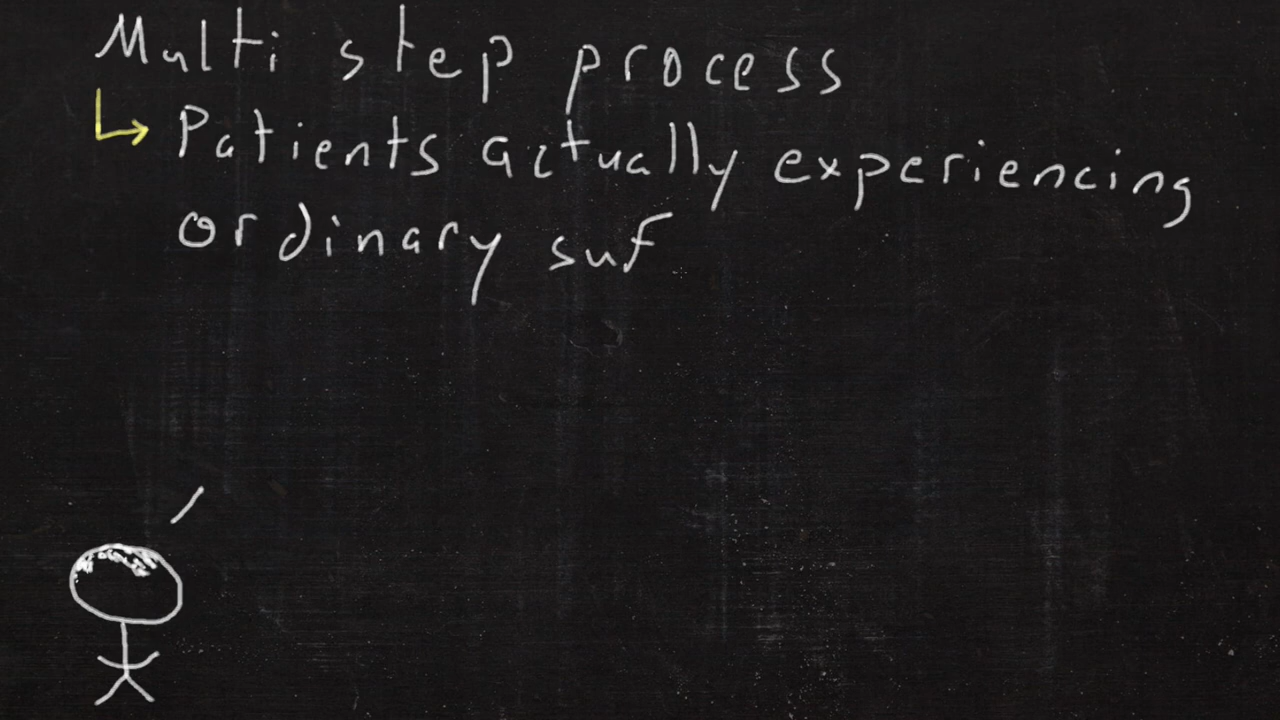 Multi step process
Patients actually experiencing
ordinary suf